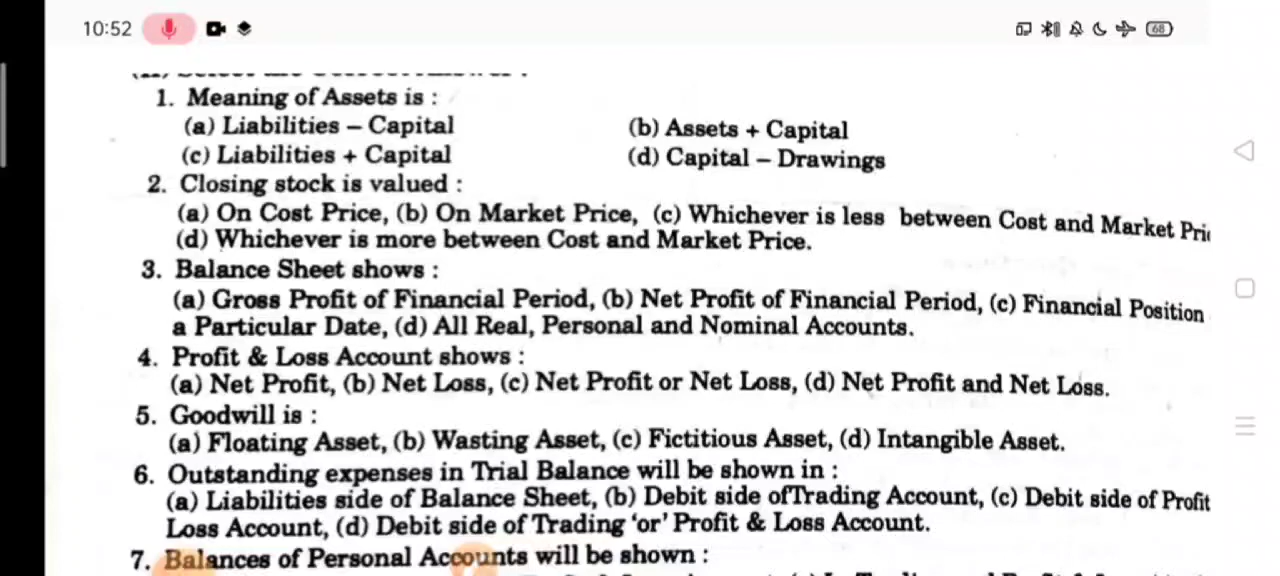 10:52
68
1. Meaning of Assets is :
(a) Liabilities – Capital (b) Assets + Capital
(c) Liabilities + Capital (d) Capital – Drawings
2. Closing stock is valued :
(a) On Cost Price, (b) On Market Price, (c) Whichever is less between Cost and Market
(d) Whichever is more between Cost and Market Price.
3. Balance Sheet shows :
(a) Gross Profit of Financial Period, (b) Net Profit of Financial Period, (c) Financial Position
a Particular Date, (d) All Real, Personal and Nominal Accounts.
4. Profit & Loss Account shows :
(a) Net Profit, (b) Net Loss, (c) Net Profit or Net Loss, (d) Net Profit and Net Loss.
5. Goodwill is :
(a) Floating Asset, (b) Wasting Asset, (c) Fictitious Asset, (d) Intangible Asset.
6. Outstanding expenses in Trial Balance will be shown in :
(a) Liabilities side of Balance Sheet, (b) Debit side ofTrading Account, (c) Debit side of Profit
Loss Account, (d) Debit side of Trading 'or' Profit & Loss Account.
7. Balances of Personal Accounts will be shown :